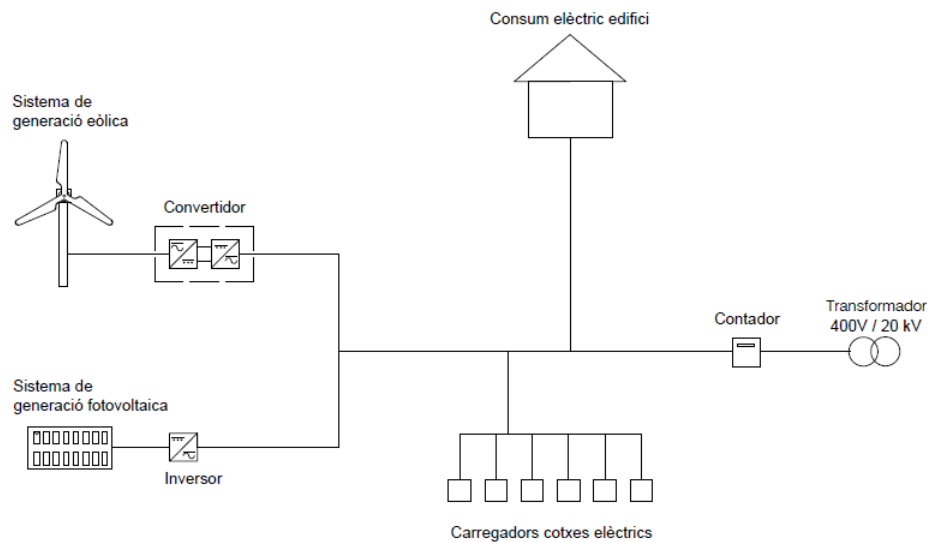 Consum elèctric edifici
Sistema de
generació eòlica
Convertidor
Contador
Transformador
400V / 20 kV
Sistema de
generació fotovoltaica
Inversor
Carregadors cotxes elèctrics